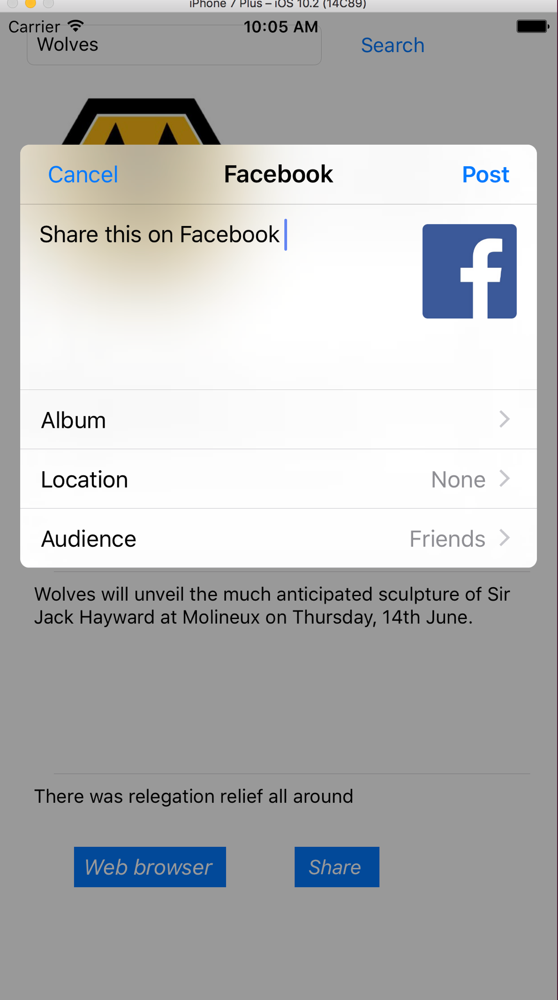 iPhone 7 Plus – iOS 10.2 (14C89)
Carrier 10:05 AM
Wolves Search
Cancel Facebook Post
Share this on Facebook
Album
Location None
Audience Friends
Wolves will unveil the much anticipated sculpture of Sir
Jack Hayward at Molineux on Thursday, 14th June.
There was relegation relief all around
Web browser Share